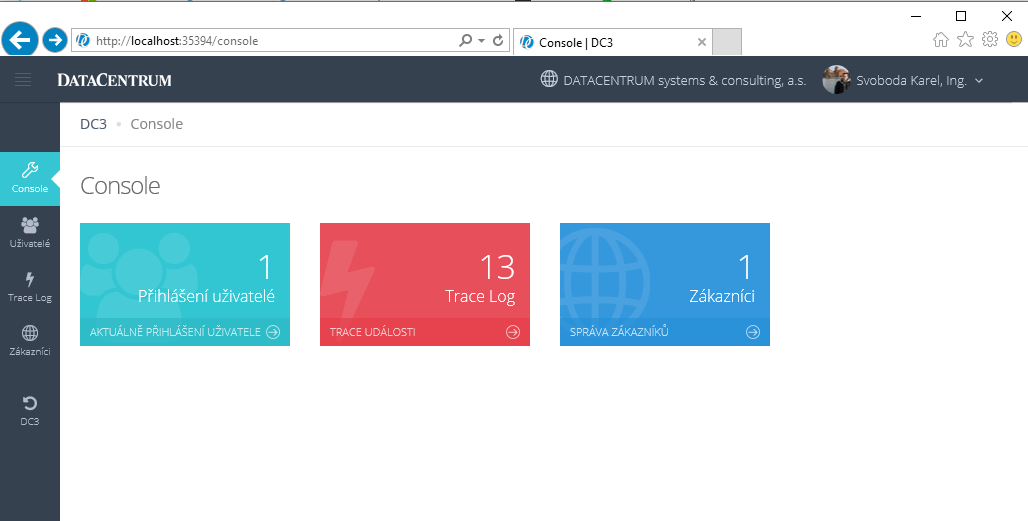 http://localhost:35394/console
Console | DC3
DATACENTRUM
DATACENTRUM systems & consulting, a.s.
Svoboda Karel, Ing.
DC3
Console
Console
Uživatelé
Trace Log
Zákazníci
DC3
Console
1
Přihlášení uživatelé
AKTUÁLNĚ PŘIHLÁŠENÍ UŽIVATELE
13
Trace Log
TRACE UDÁLOSTI
1
Zákazníci
SPRÁVA ZÁKAZNÍKŮ